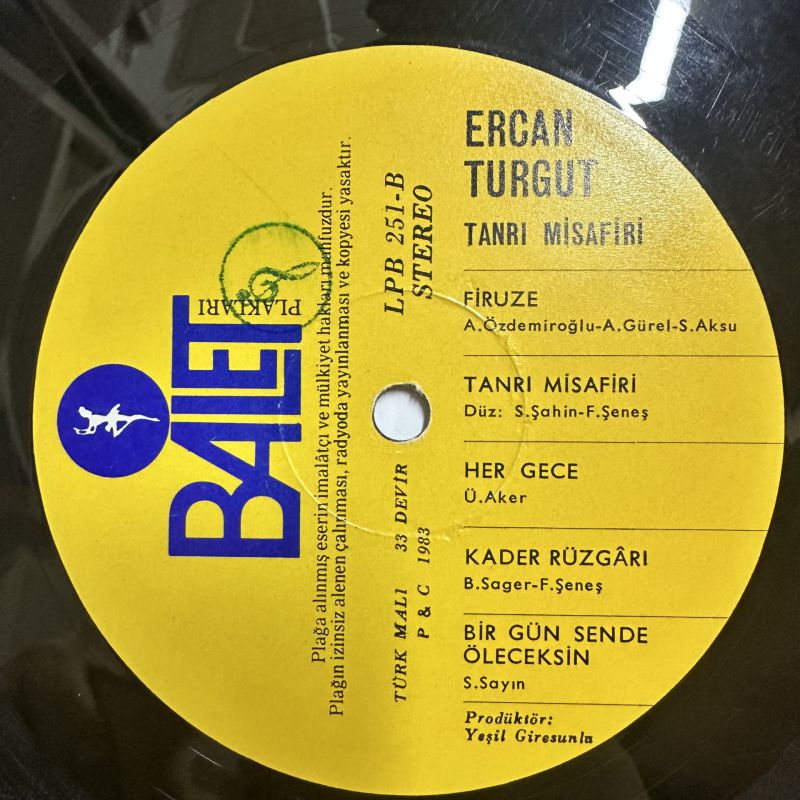 ERCAN
TURGUT
TANRI MİSAFİRİ
FİRUZE
A.Özdemiroğlu-A.Gürel-S.Aksu
TANRI MİSAFİRİ
Düz: S.Şahin-F.Şeneş
HER GECE
Ü.Aker
KADER RÜZGÂRI
B.Sager-F.Şeneş
BİR GÜN SENDE
ÖLECEKSİN
S.Sayın
Prodüktör:
Yeşil Giresunlu
LPB 251-B
STEREO
TÜRK MALI 33 DEVİR
P & C 1983
BALET
PLAKLARI
Plağa alınmış eserin imalâtçı ve mülkiyet hakları mahfuzdur.
Plağın izinsiz alenen çalınması, radyoda yayınlanması ve kopyesi yasaktır.